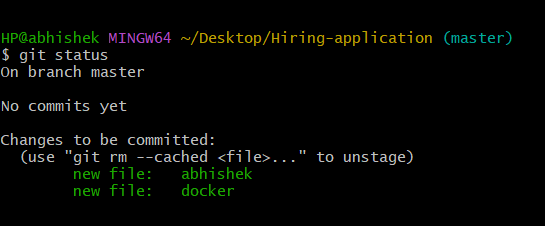 HP@abhishek MINGW64 ~/Desktop/Hiring-application (master)
$ git status
On branch master
No commits yet
Changes to be committed:
(use "git rm --cached <file>..." to unstage)
new file: abhishek
new file: docker